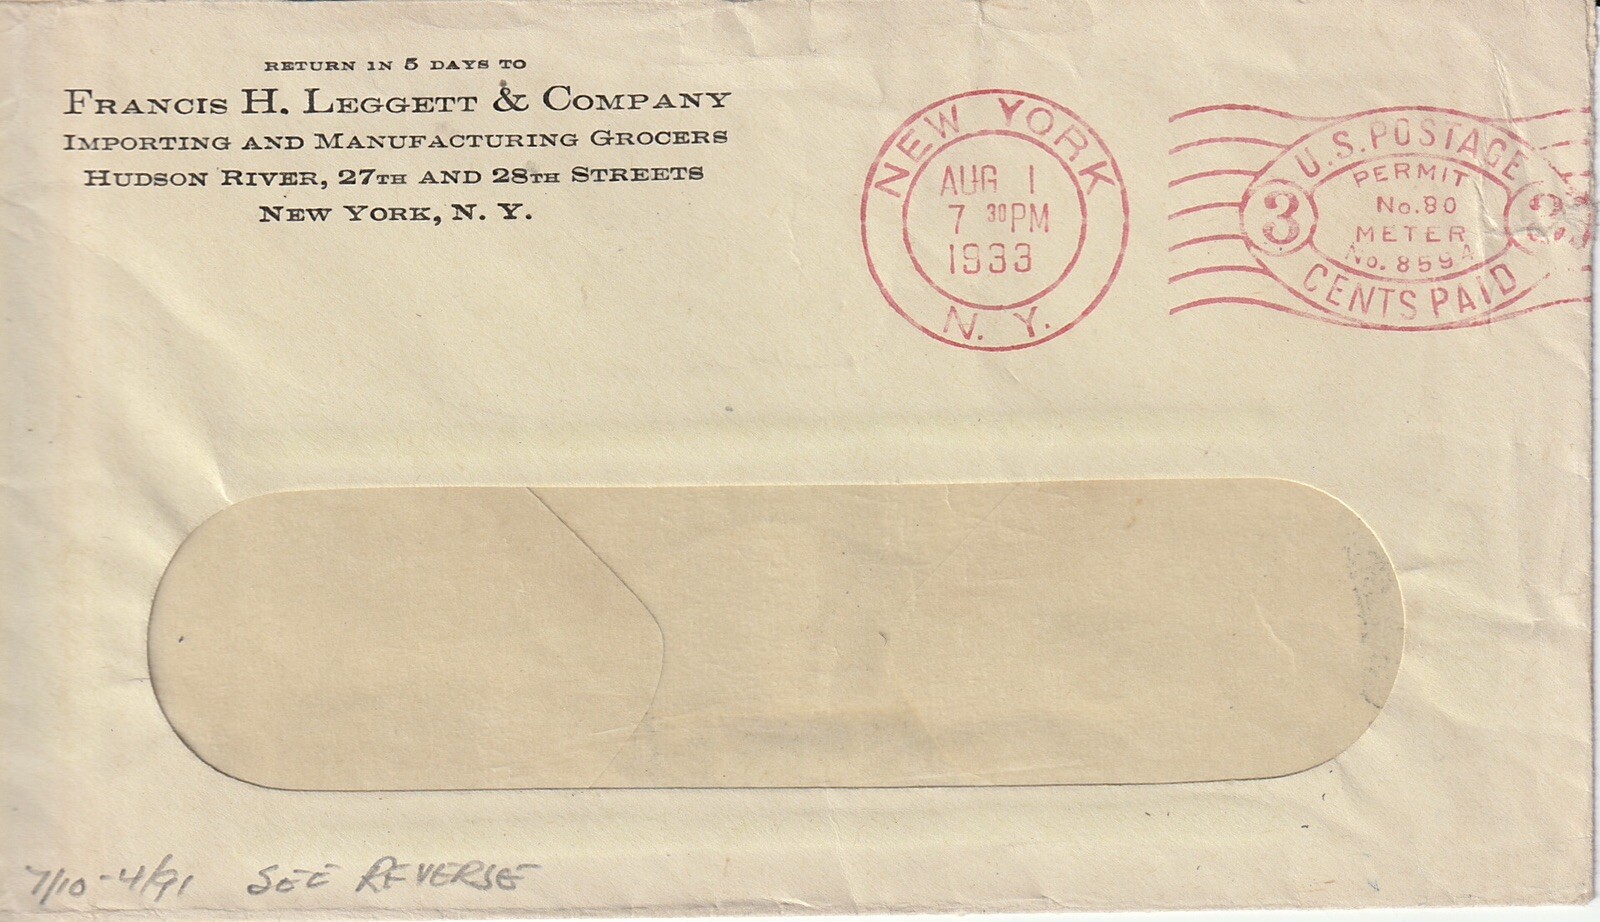 RETURN IN 5 DAYS TO
FRANCIS H. LEGGETT & COMPANY
IMPORTING AND MANUFACTURING GROCERS
HUDSON RIVER, 27TH AND 28TH STREETS
NEW YORK, N. Y.
NEW YORK
AUG 1
7 30PM
1933
N. Y.
U.S. POSTAGE
PERMIT
No. 80
3
METER
No. 859A
CENTS PAID
7/10-4/91 SEE REVERSE